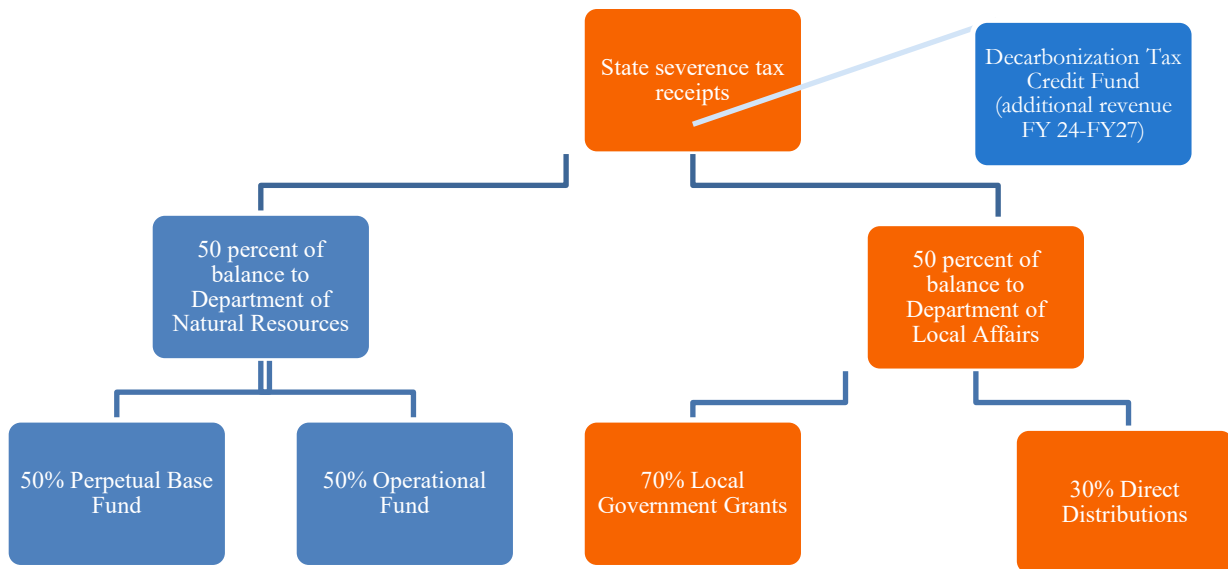 State severence tax
receipts
Decarbonization Tax
Credit Fund
(additional revenue
FY 24-FY27)
50 percent of
balance to
Department of
Natural Resources
50 percent of
balance to
Department of
Local Affairs
50% Perpetual Base
Fund
50% Operational
Fund
70% Local
Government Grants
30% Direct
Distributions